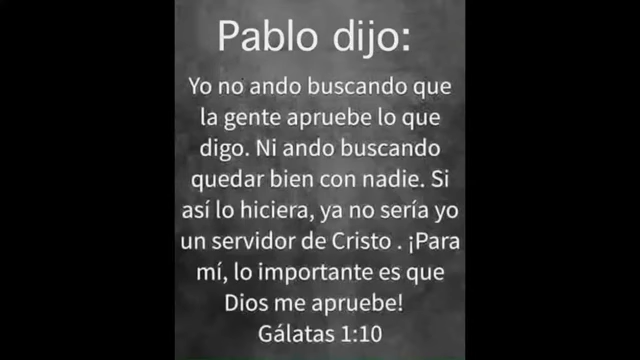 Pablo dijo:
Yo no ando buscando que
la gente apruebe lo que
digo. Ni ando buscando
quedar bien con nadie. Si
así lo hiciera, ya no sería yo
un servidor de Cristo . ¡Para
mí, lo importante es que
Dios me apruebe!
Gálatas 1:10